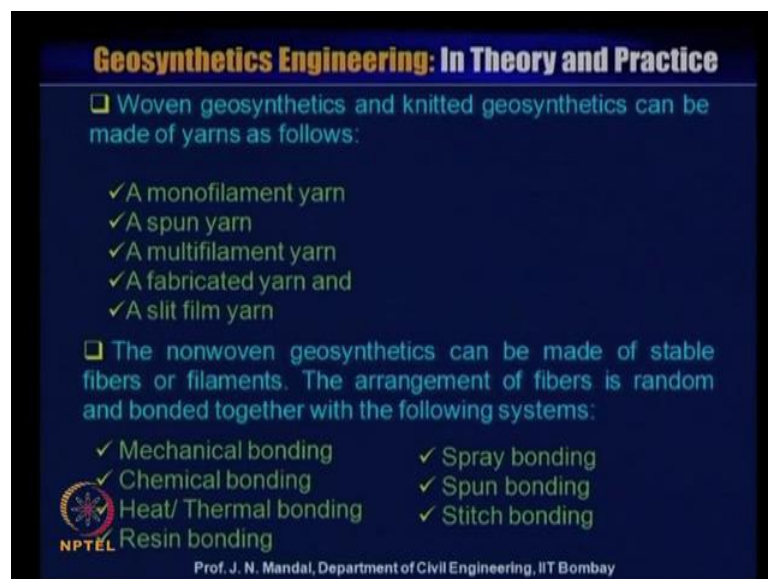 Geosynthetics Engineering: In Theory and Practice
❑ Woven geosynthetics and knitted geosynthetics can be
made of yarns as follows:
✓A monofilament yarn
✓A spun yarn
✓A multifilament yarn
✓A fabricated yarn and
✓A slit film yarn
❑ The nonwoven geosynthetics can be made of stable
fibers or filaments. The arrangement of fibers is random
and bonded together with the following systems:
✓ Mechanical bonding
✓ Chemical bonding
✓ Heat/ Thermal bonding
✓ Resin bonding
✓ Spray bonding
✓ Spun bonding
✓ Stitch bonding
NPTEL
Prof. J. N. Mandal, Department of Civil Engineering, IIT Bombay